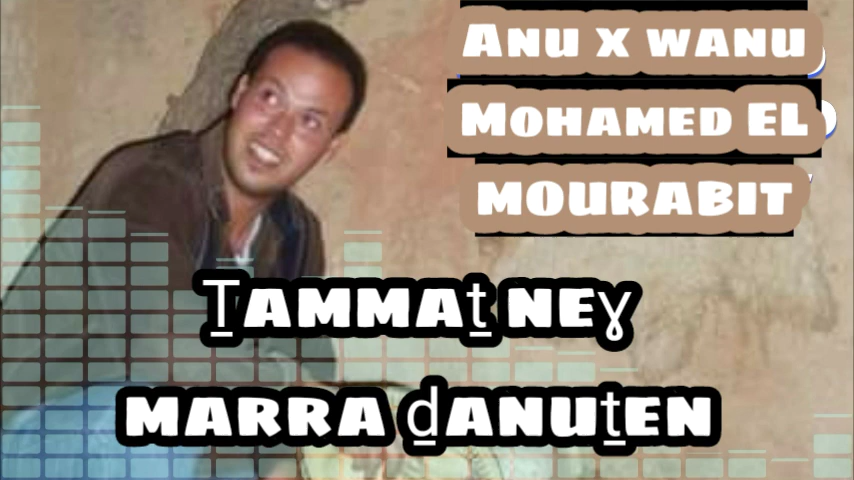 Anu x wanu
Mohamed EL
mourabit
Ṯammaṯ neɣ
marra ḏanuṯen